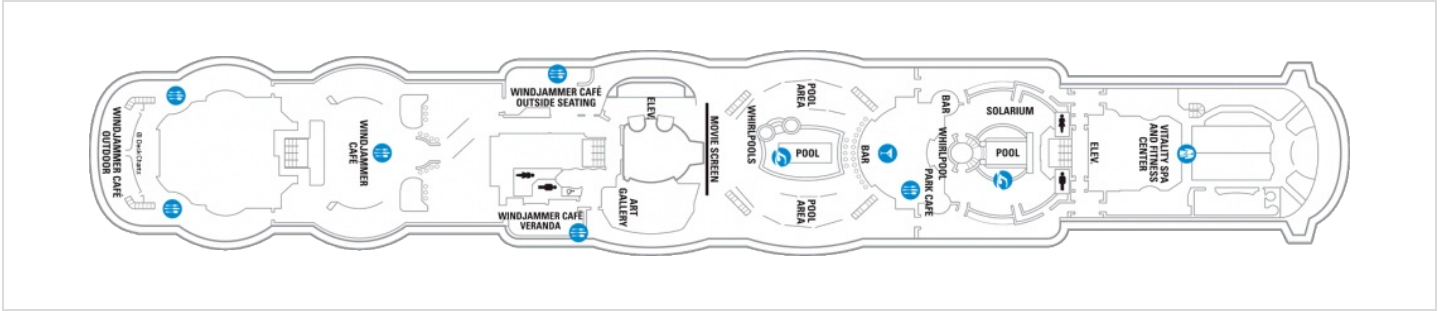 WINDJAMMER CAFÉ
OUTDOOR
WINDJAMMER
CAFÉ
WINDJAMMER CAFÉ
OUTSIDE SEATING
WINDJAMMER CAFÉ
VERANDA
ELEV.
ART
GALLERY
MOVIE SCREEN
WHIRLPOOLS
POOL
AREA
POOL
POOL
AREA
BAR
BAR
WHIRLPOOL
PARK CAFÉ
SOLARIUM
POOL
ELEV.
VITALITY SPA
AND FITNESS
CENTER